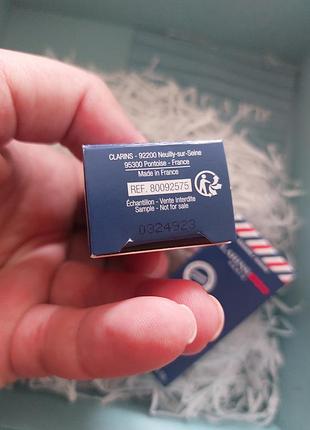 CLARINS - 92200 Neuilly-sur-Seine
95300 Pontoise - France
Made in France
REF. 80092575
Échantillon - Vente Interdite
Sample - Not for sale
0324923